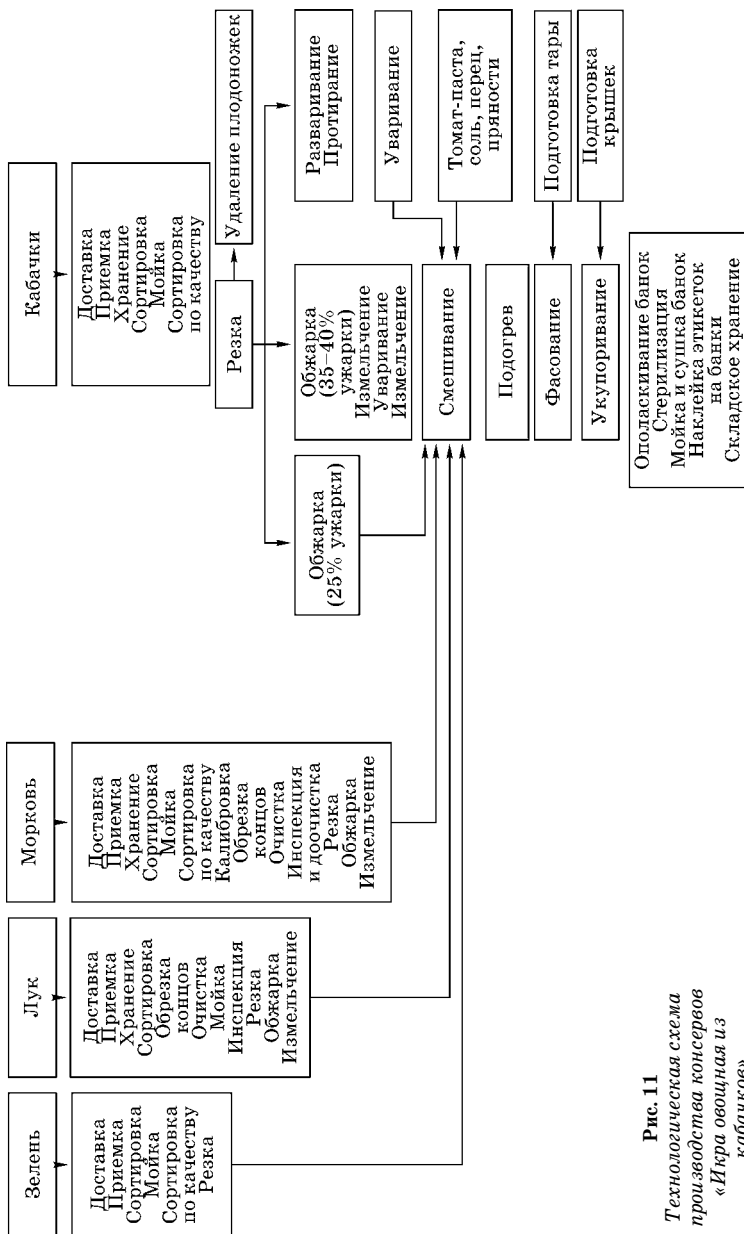 Зелень
Доставка
Приемка
Сортировка
Мойка
Сортировка
по качеству
Резка
Лук
Доставка
Приемка
Хранение
Сортировка
Обрезка
концов
Очистка
Мойка
Инспекция
Резка
Обжарка
Измельчение
Морковь
Доставка
Приемка
Хранение
Сортировка
Мойка
Сортировка
по качеству
Калибровка
Обрезка
концов
Очистка
Инспекция
и доочистка
Резка
Обжарка
Измельчение
Кабачки
Доставка
Приемка
Хранение
Сортировка
Мойка
Сортировка
по качеству
Резка
Удаление плодоножек
Обжарка
(25% ужарки)
Обжарка
(35–40%
ужарки)
Измельчение
Уваривание
Измельчение
Разваривание
Протирание
Уваривание
Смешивание
Томат-паста,
соль, перец,
пряности
Подогрев
Фасование
Подготовка тары
Укупоривание
Подготовка
крышек
Ополаскивание банок
Стерилизация
Мойка и сушка банок
Наклейка этикеток
на банки
Складское хранение
Рис. 11
Технологическая схема
производства консервов
«Икра овощная из
кабачков»